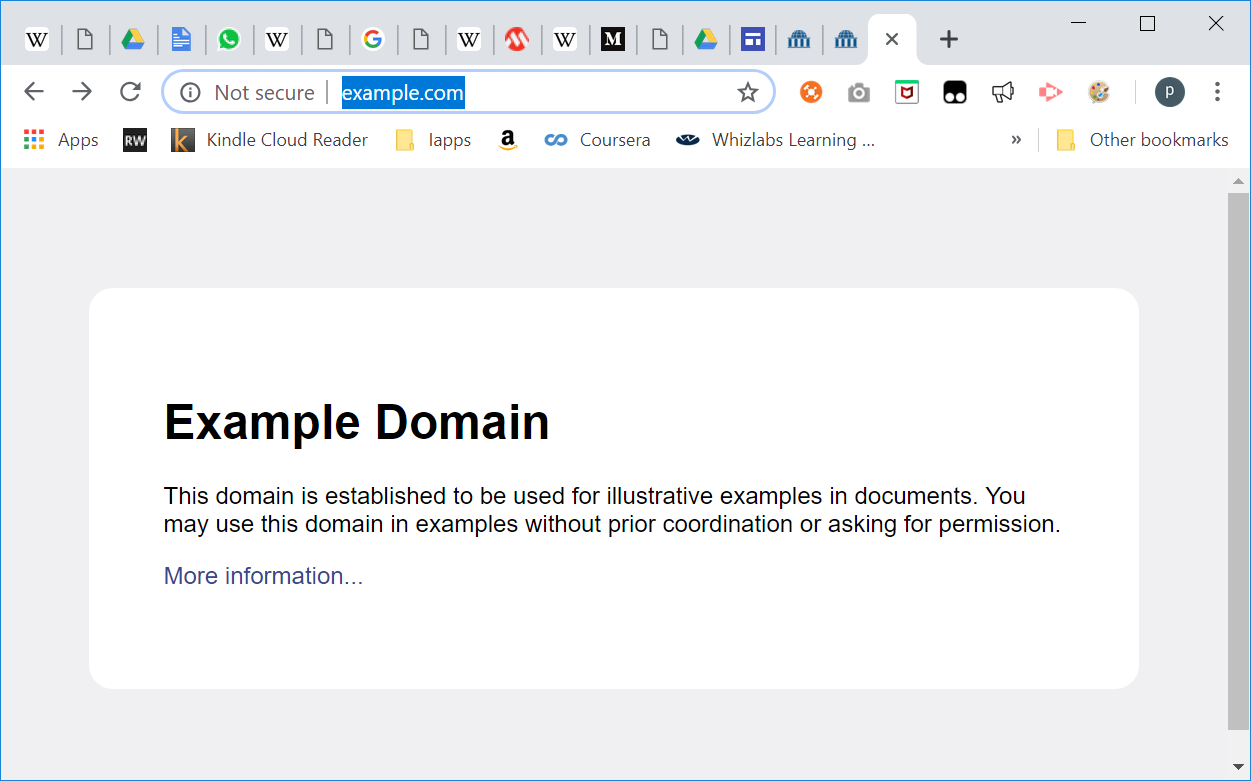 W W W W M
Not secure example.com P
Apps RW k Kindle Cloud Reader Iapps a Coursera Whizlabs Learning ... » Other bookmarks
Example Domain
This domain is established to be used for illustrative examples in documents. You
may use this domain in examples without prior coordination or asking for permission.
More information...